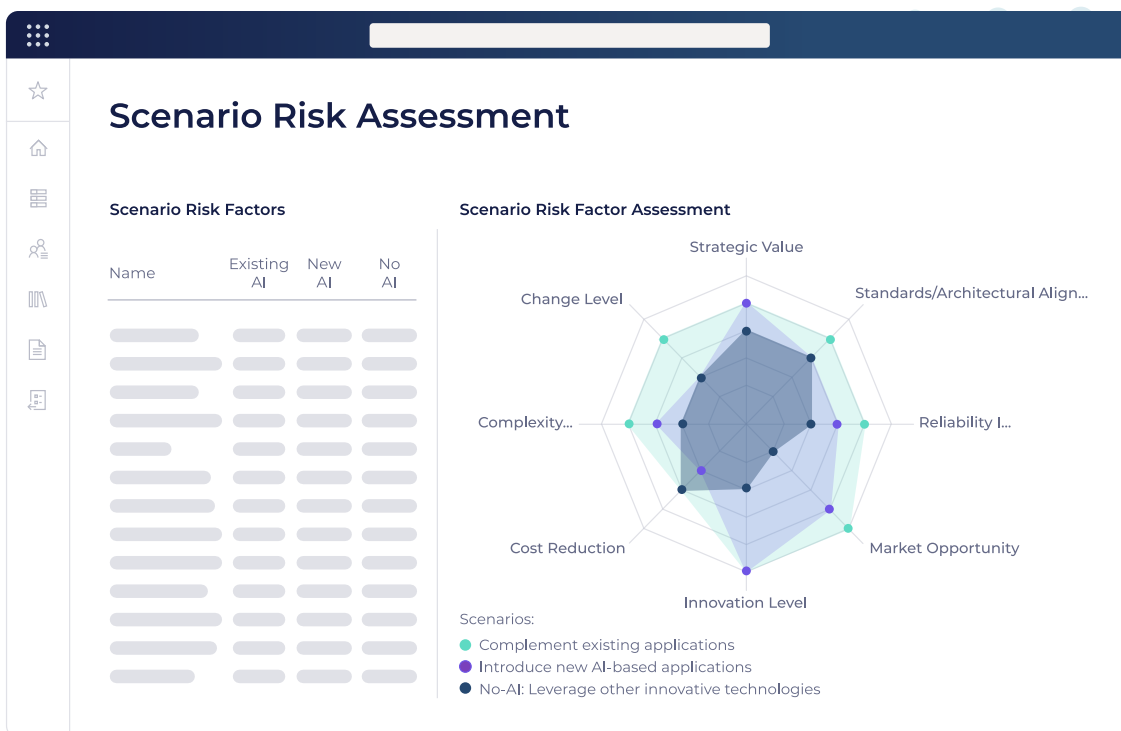 Scenario Risk Assessment
Scenario Risk Factors
Name
Existing
AI
New
AI
No
AI
Scenario Risk Factor Assessment
Strategic Value
Change Level
Standards/Architectural Align...
Complexity...
Reliability I...
Cost Reduction
Market Opportunity
Innovation Level
Scenarios:
Complement existing applications
Introduce new AI-based applications
No-AI: Leverage other innovative technologies